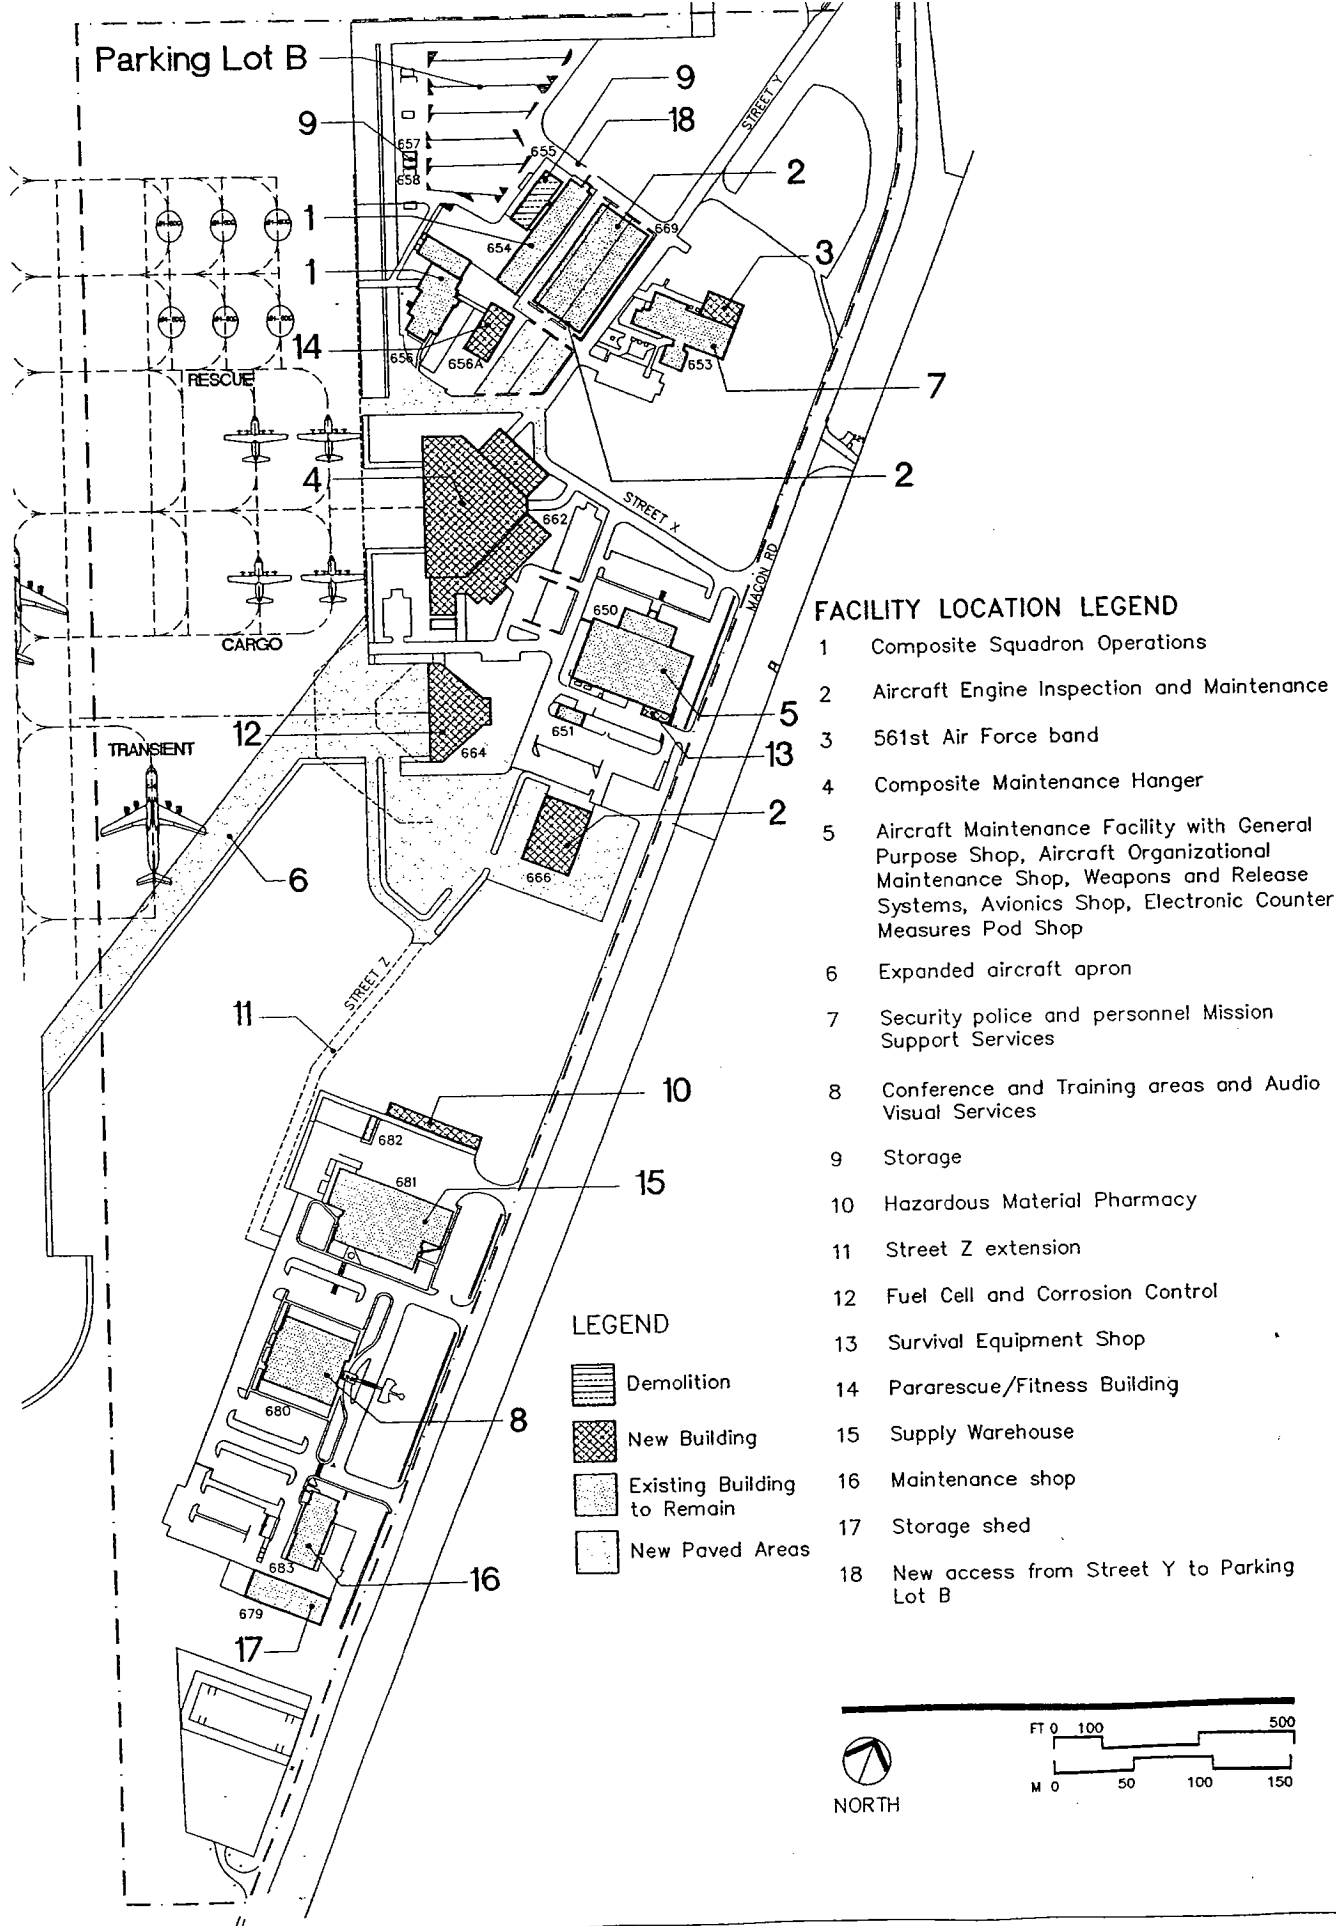 Parking Lot B
9
9
18
STREET Y
657
655
658
2
1
654
669
3
1
14
656
656A
653
7
RESCUE
4
2
662
STREET X
MACON RD
CARGO
650
5
651
13
TRANSIENT
12
664
2
666
6
STREET Z
11
10
682
681
15
680
8
683
16
679
17
FACILITY LOCATION LEGEND
1 Composite Squadron Operations
2 Aircraft Engine Inspection and Maintenance
3 561st Air Force band
4 Composite Maintenance Hanger
5 Aircraft Maintenance Facility with General
Purpose Shop, Aircraft Organizational
Maintenance Shop, Weapons and Release
Systems, Avionics Shop, Electronic Counter
Measures Pod Shop
6 Expanded aircraft apron
7 Security police and personnel Mission
Support Services
8 Conference and Training areas and Audio
Visual Services
9 Storage
10 Hazardous Material Pharmacy
11 Street Z extension
12 Fuel Cell and Corrosion Control
13 Survival Equipment Shop
14 Pararescue/Fitness Building
15 Supply Warehouse
16 Maintenance shop
17 Storage shed
18 New access from Street Y to Parking
Lot B
LEGEND
Demolition
New Building
Existing Building
to Remain
New Paved Areas
NORTH
FT 0 100 500
M 0 50 100 150